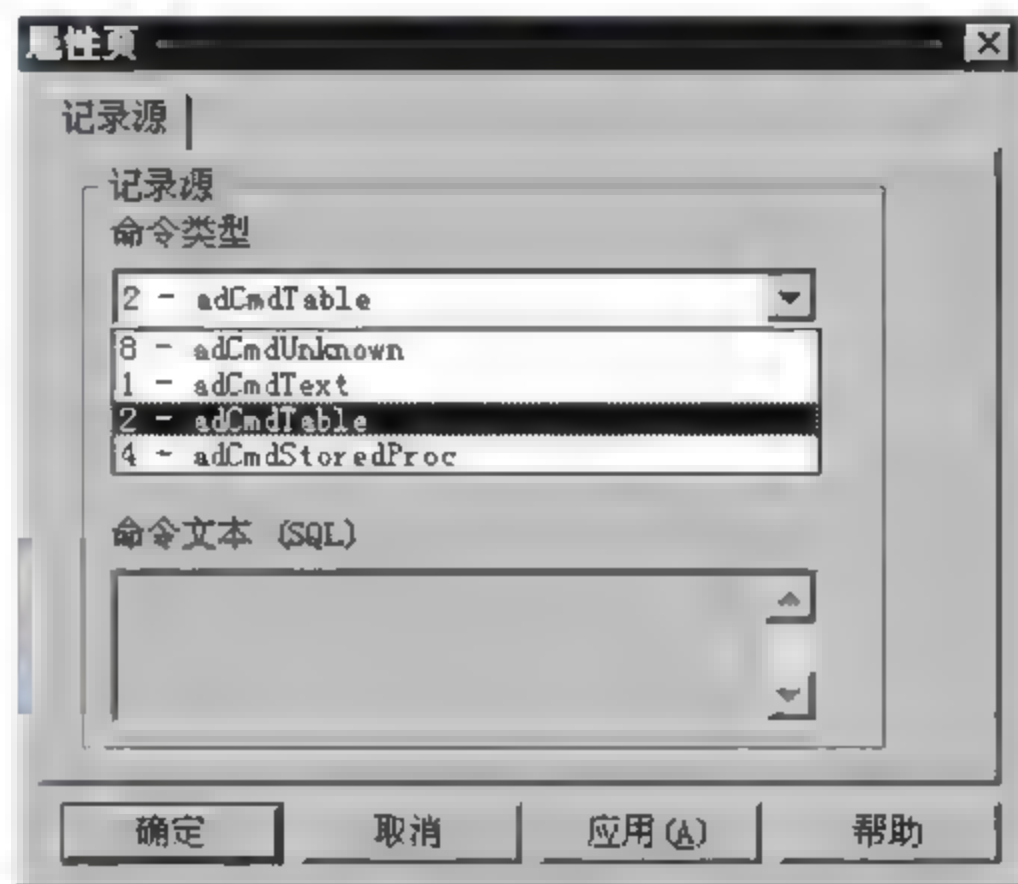 属性页
记录源
记录源
命令类型
2 - adCmdTable
8 - adCmdUnknown
1 - adCmdText
2 - adCmdTable
4 - adCmdStoredProc
命令文本 (SQL)
确定
取消
应用(A)
帮助